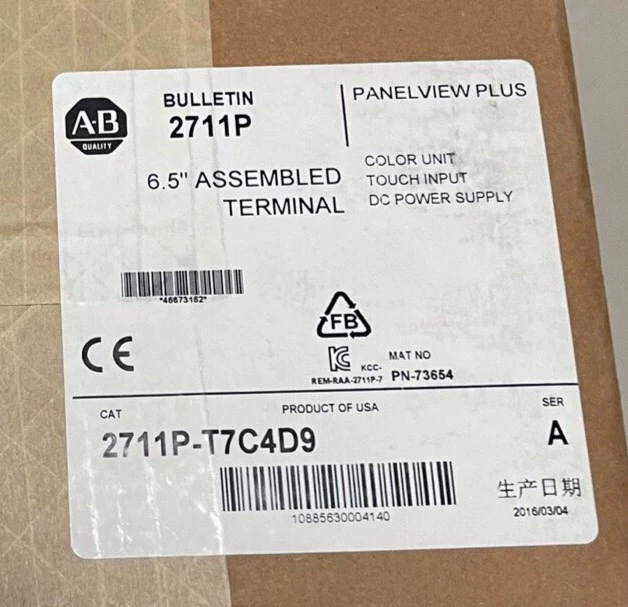 A·B
QUALITY
BULLETIN
2711P
PANELVIEW PLUS
6.5" ASSEMBLED
TERMINAL
COLOR UNIT
TOUCH INPUT
DC POWER SUPPLY
*46673152*
FB
CE
KCC-
REM-RAA-2711P-7
MAT NO
PN-73654
CAT
PRODUCT OF USA
SER
2711P-T7C4D9
A
10885630004140
生产日期
2016/03/04